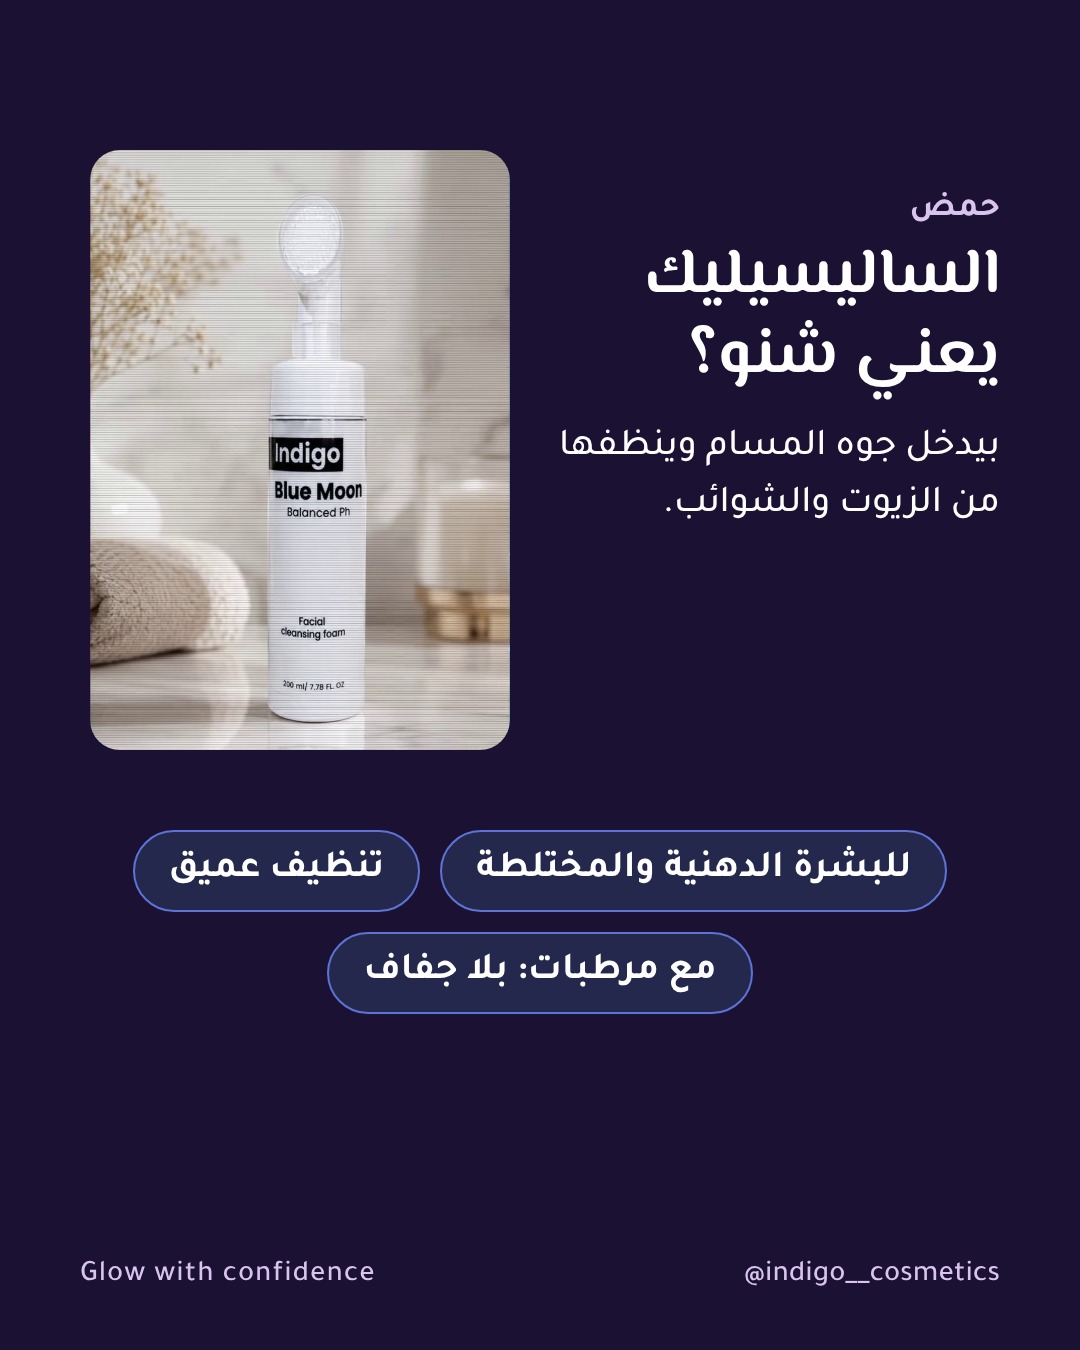 حمض
الساليسيليك
يعني شنو؟
بيدخل جوه المسام وينظفها
من الزيوت والشوائب.
Indigo
Blue Moon
Balanced Ph
Facial
cleansing foam
200 ml/ 7.78 FL. OZ
للبشرة الدهنية والمختلطة
تنظيف عميق
مع مرطبات: بلا جفاف
Glow with confidence
@indigo__cosmetics